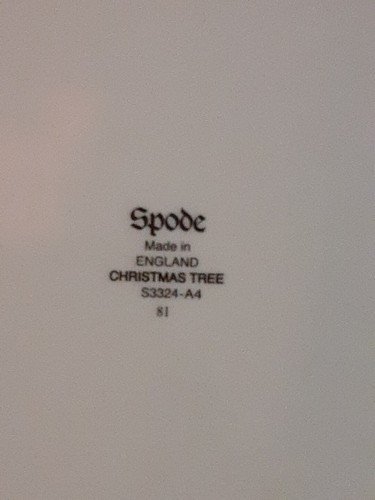 Spode
Made in
ENGLAND
CHRISTMAS TREE
S3324-A4
81